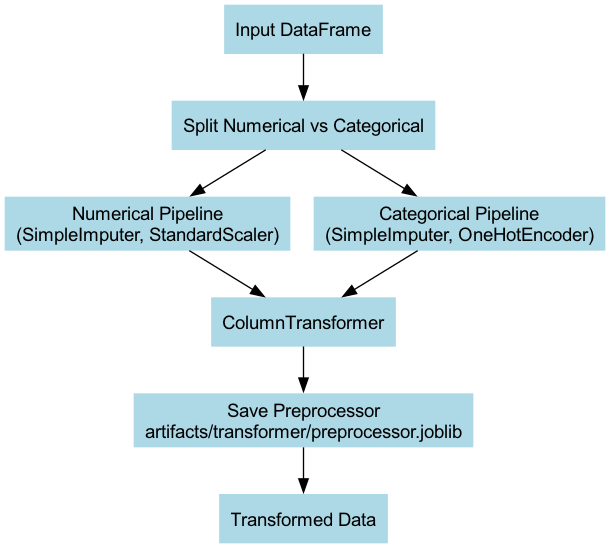 Input DataFrame
Split Numerical vs Categorical
Numerical Pipeline
(SimpleImputer, StandardScaler)
Categorical Pipeline
(SimpleImputer, OneHotEncoder)
ColumnTransformer
Save Preprocessor
artifacts/transformer/preprocessor.joblib
Transformed Data